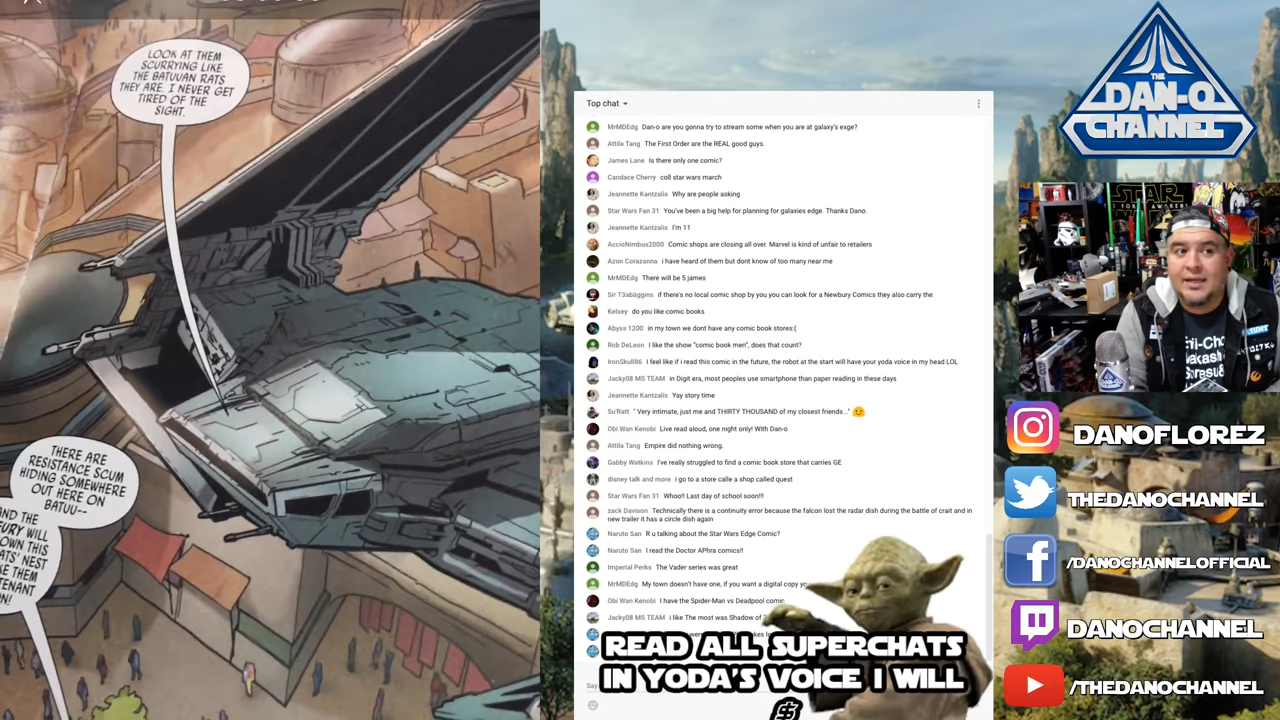 LOOK AT THEM
SCURRYING LIKE
THE BATUUAN RATS
THEY ARE. I NEVER GET
TIRED OF THE
SIGHT.
THERE ARE
RESISTANCE SOMEWHERE
OUT HERE ON
Top chat
MrMDEdg Dan-o are you gonna try to stream some when you are at galaxy's exge?
Attila Tang The First Order are the REAL good guys.
James Lane Is there only one comic?
Candace Cherry coll star wars march
Jeannette Kantzalis Why are people asking
Star Wars Fan 31 You've been a big help for planning for galaxies edge. Thanks Dano.
Jeannette Kantzalis I'm 11
AccioNimbus2000 Comic shops are closing all over. Marvel is kind of unfair to retailers
Azon Corazanna i have heard of them but dont know of too many near me
MrMDEdg There will be 5 james
Sir T3abäggins if there's no local comic shop by you you can look for a Newbury Comics they also carry the.
Kelsey do you like comic books
Abyss 1200 in my town we dont have any comic book stores:(
Rob DeLeon I like the show "comic book men", does that count?
IronSkull86 I feel like if i read this comic in the future, the robot at the start will have your yoda voice in my head LOL
Jacky08 MS TEAM in Digit era, most peoples use smartphone than paper reading in these days
Jeannette Kantzalis Yay story time
Su'Ratt " Very intimate, just me and THIRTY THOUSAND of my closest friends..." 😊
Obi Wan Kenobi Live read aloud, one night only! With Dan-o
Attila Tang Empire did nothing wrong.
Gabby Watkins I've really struggled to find a comic book store that carries GE
disney talk and more i go to a store calle a shop called quest
Star Wars Fan 31 Whoo!! Last day of school soon!!!
zack Davison Technically there is a continuity error because the falcon lost the radar dish during the battle of crait and in
new trailer it has a circle dish again
Naruto San R u talking about the Star Wars Edge Comic?
Naruto San I read the Doctor APhra comics!!
Imperial Perks The Vader series was great
MrMDEdg My town doesn't have one, if you want a digital copy
Obi Wan Kenobi I have the Spider-Man vs Deadpool comic
Jacky08 MS TEAM i like The most was Shadow of
Say
READ ALL SUPERCHATS
IN YODA'S VOICE I WILL
$
THE
DAN-O
CHANNEL
STAR
DANOFLOREZ
THEDANOCHANNEL
/DANOCHANNELOFFICIAL
DANOCHANNEL
/THEDANOCHANNEL